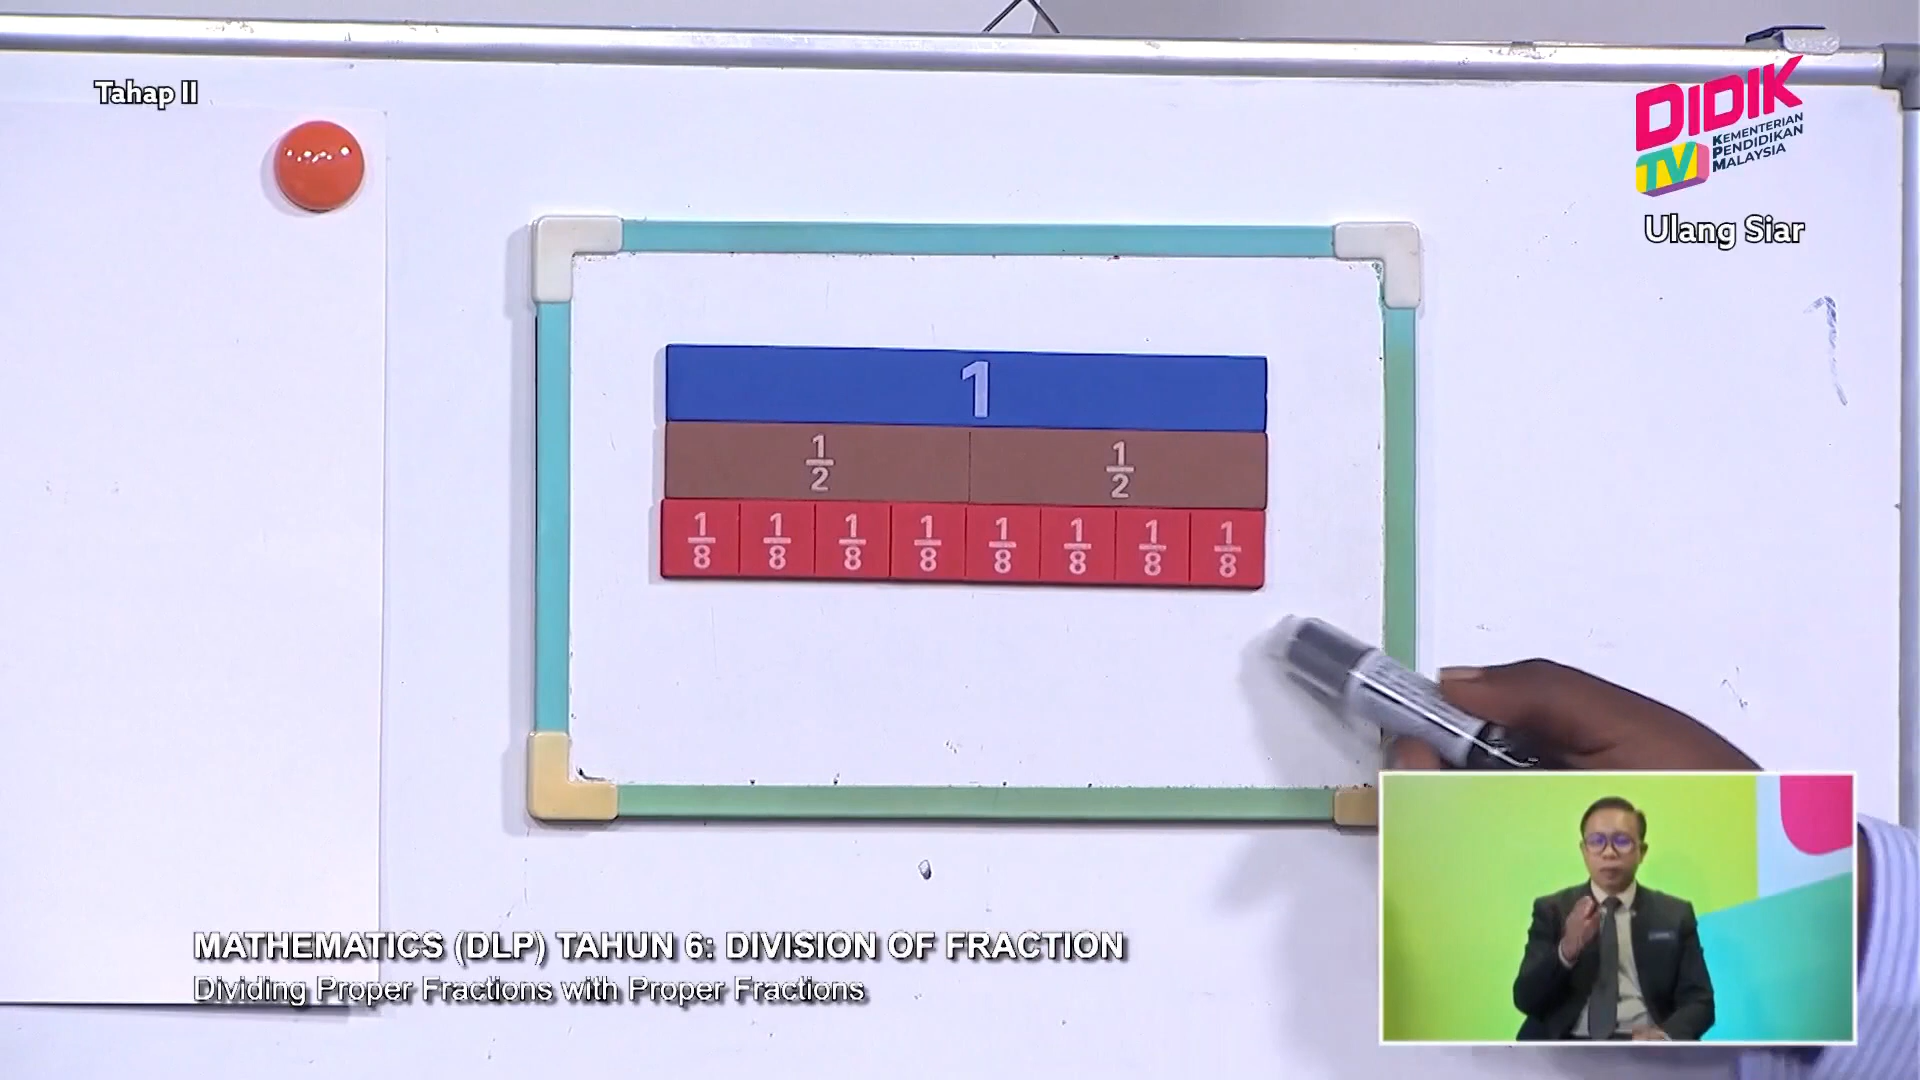 Tahap II
DIDIK
TV
KEMENTERIAN
PENDIDIKAN
MALAYSIA
Ulang Siar
1
1/2 1/2
1/8 1/8 1/8 1/8 1/8 1/8 1/8 1/8
MATHEMATICS (DLP) TAHUN 6: DIVISION OF FRACTION
Dividing Proper Fractions with Proper Fractions